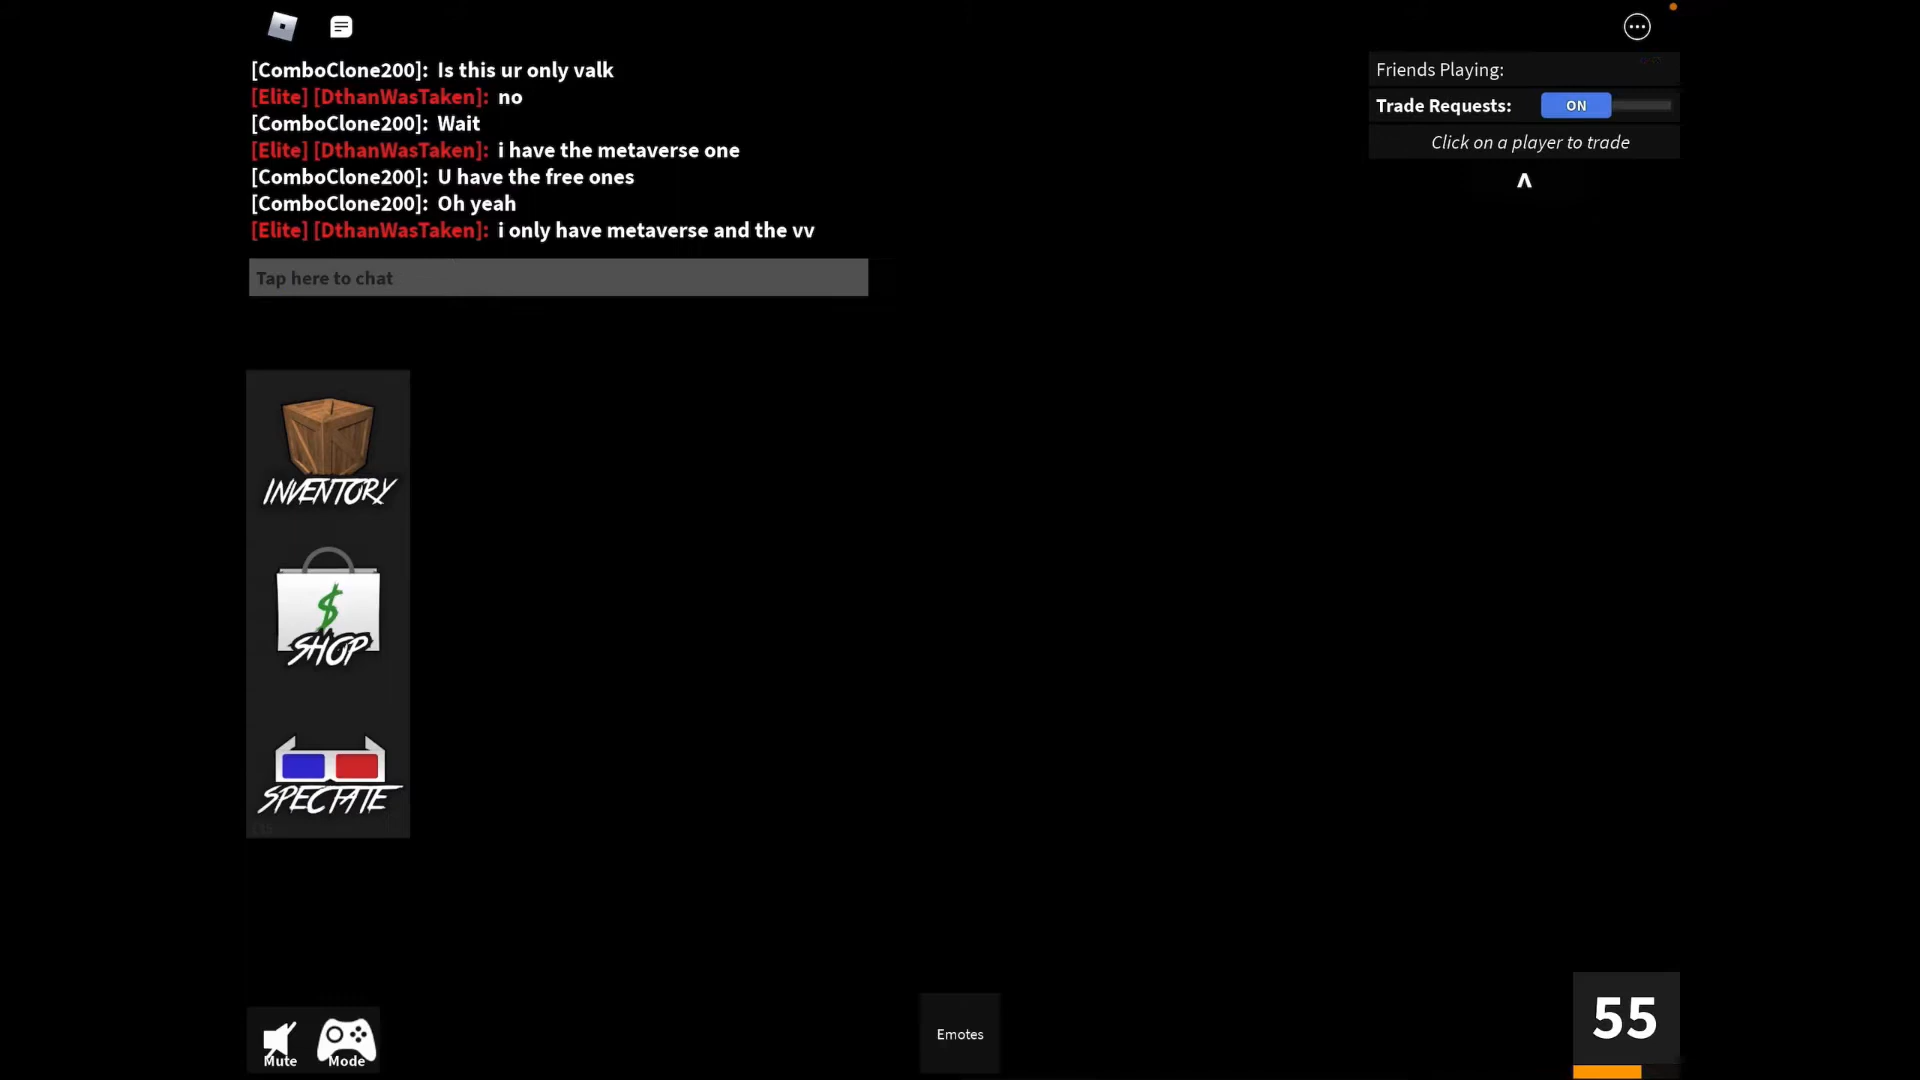 [ComboClone200]: Is this ur only valk
[Elite] [DthanWasTaken]: no
[ComboClone200]: Wait
[Elite] [DthanWasTaken]: i have the metaverse one
[ComboClone200]: U have the free ones
[ComboClone200]: Oh yeah
[Elite] [DthanWasTaken]: i only have metaverse and the vv
Tap here to chat
Friends Playing:
Trade Requests: ON
Click on a player to trade
INVENTORY
$
SHOP
SPECTATE
Mute Mode
Emotes
55